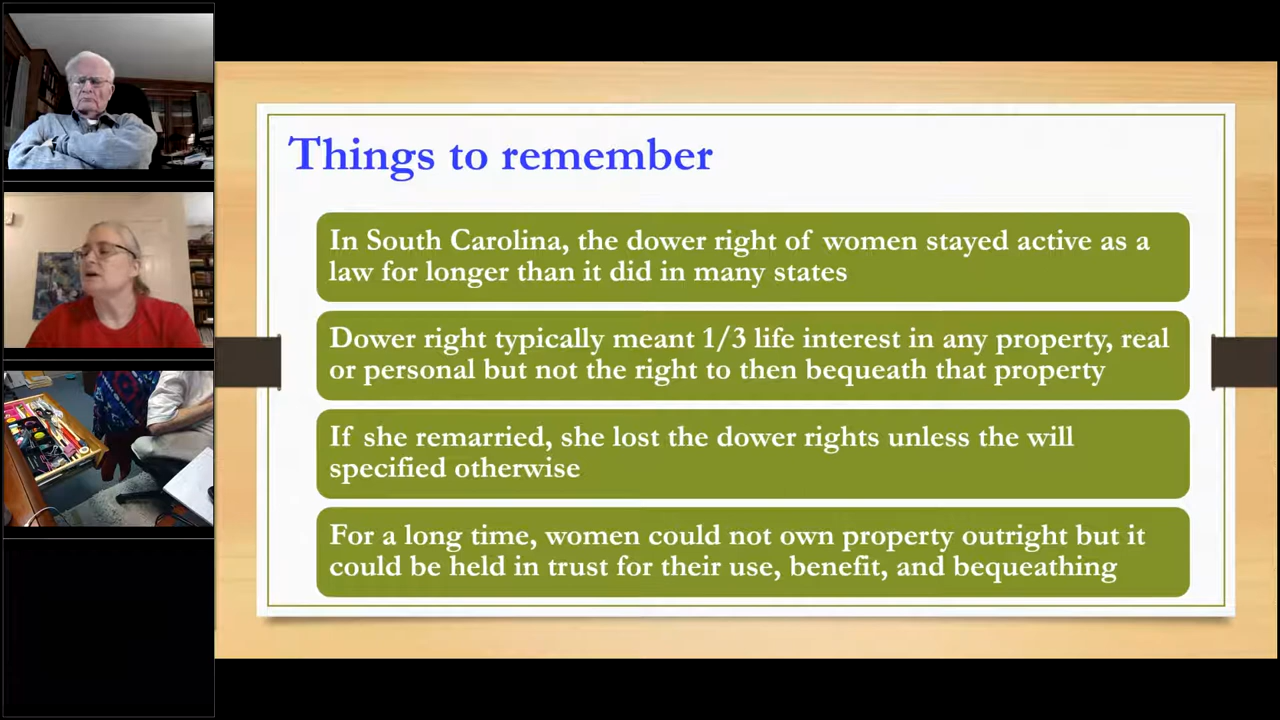 Things to remember
In South Carolina, the dower right of women stayed active as a
law for longer than it did in many states
Dower right typically meant 1/3 life interest in any property, real
or personal but not the right to then bequeath that property
If she remarried, she lost the dower rights unless the will
specified otherwise
For a long time, women could not own property outright but it
could be held in trust for their use, benefit, and bequeathing